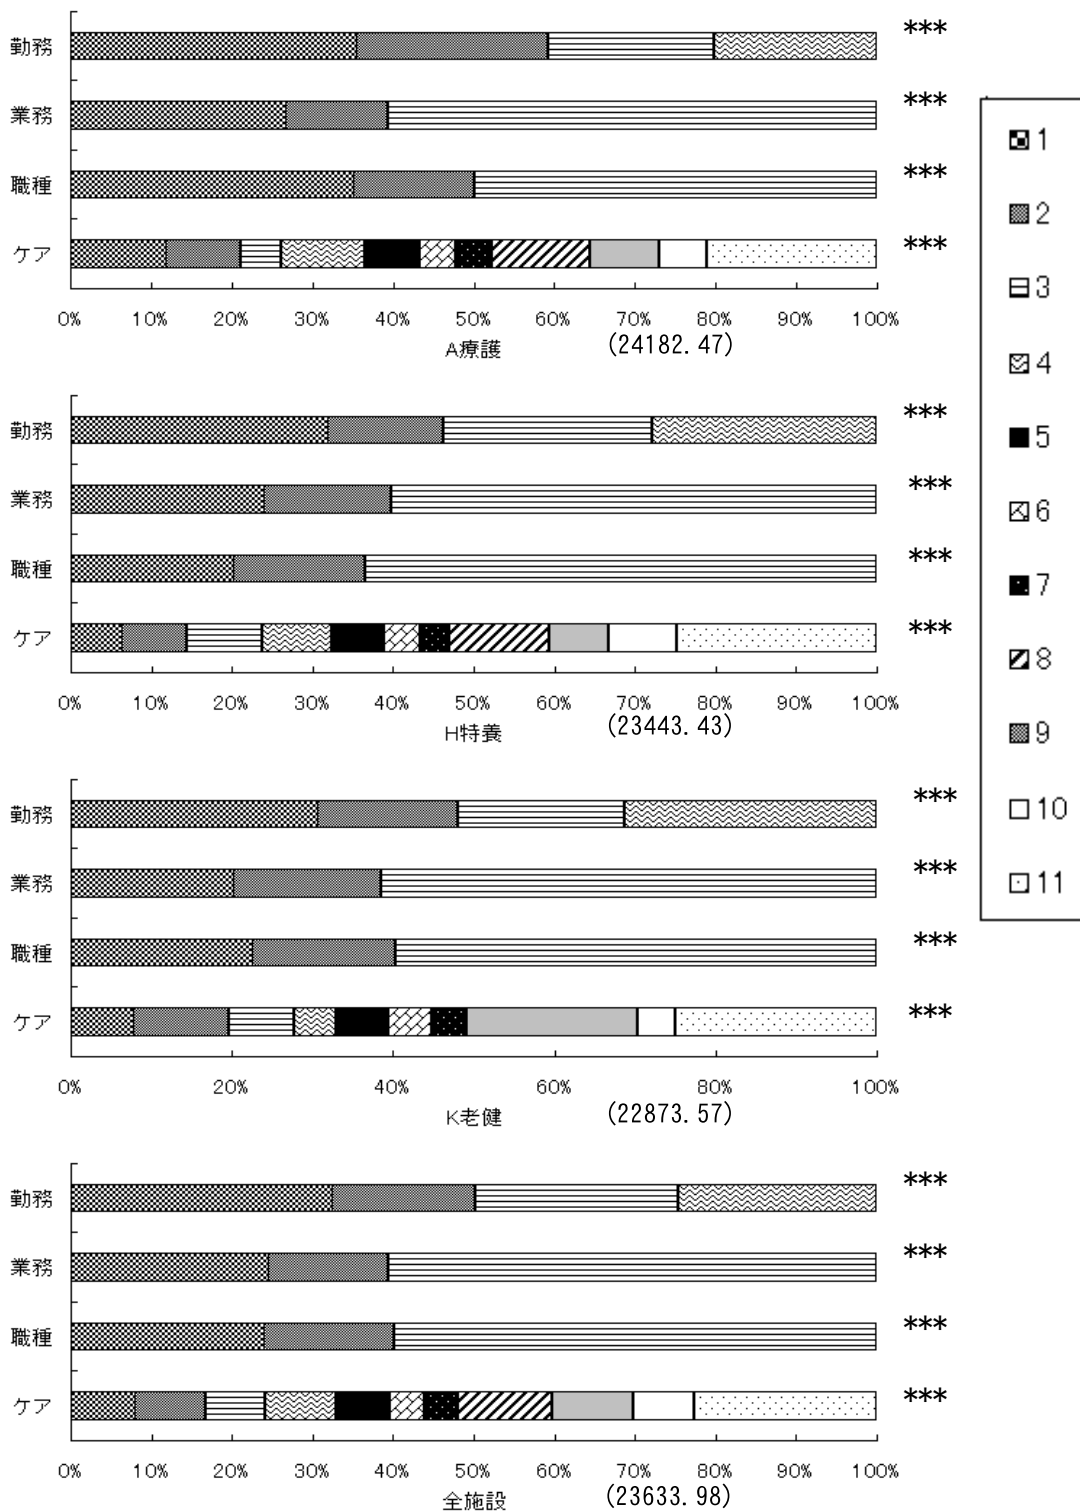 勤務 ***
業務 ***
職種 ***
ケア ***
0% 10% 20% 30% 40% 50% 60% 70% 80% 90% 100%
A療護 (24182.47)
勤務 ***
業務 ***
職種 ***
ケア ***
0% 10% 20% 30% 40% 50% 60% 70% 80% 90% 100%
H特養 (23443.43)
勤務 ***
業務 ***
職種 ***
ケア ***
0% 20% 40% 60% 80% 100%
K老健 (22873.57)
勤務 ***
業務 ***
職種 ***
ケア ***
0% 10% 20% 30% 40% 50% 60% 70% 80% 90% 100%
全施設 (23633.98)
1
2
3
4
5
6
7
8
9
10
11